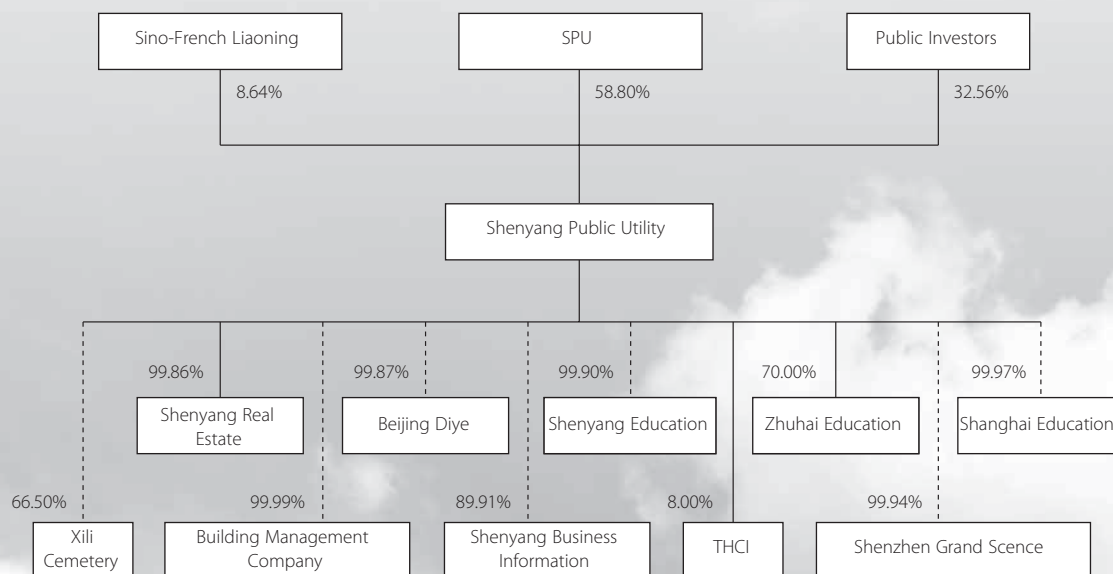 Sino-French Liaoning
SPU
Public Investors
8.64%
58.80%
32.56%
Shenyang Public Utility
99.86%
99.87%
99.90%
70.00%
99.97%
Shenyang Real
Estate
Beijing Diye
Shenyang Education
Zhuhai Education
Shanghai Education
66.50%
99.99%
89.91%
8.00%
99.94%
Xili
Cemetery
Building Management
Company
Shenyang Business
Information
THCI
Shenzhen Grand Scence